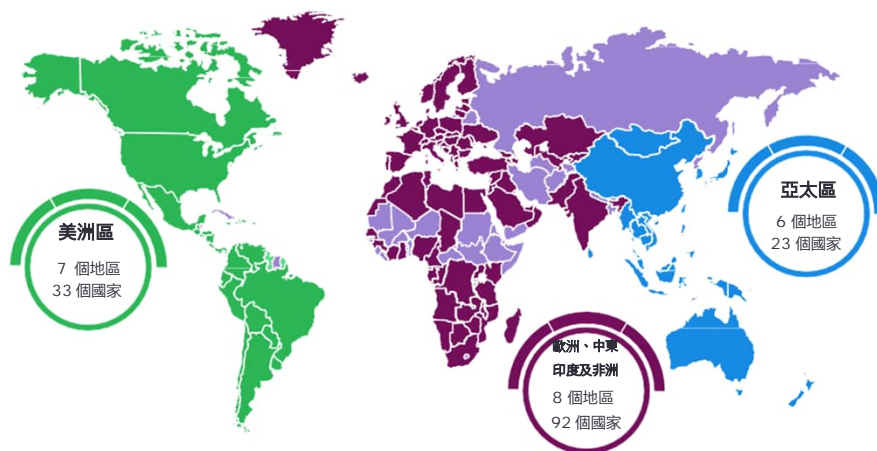 美洲區
7 個地區
33 個國家
亞太區
6 個地區
23 個國家
歐洲、中東
印度及非洲
8 個地區
92 個國家